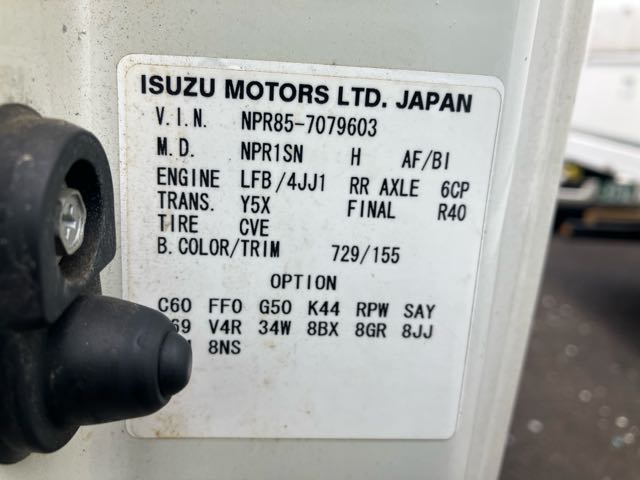 ISUZU MOTORS LTD. JAPAN
V.I.N. NPR85-7079603
M.D. NPR1SN H AF/BI
ENGINE LFB/4JJ1 RR AXLE 6CP
TRANS. Y5X FINAL R40
TIRE CVE
B.COLOR/TRIM 729/155
OPTION
C60 FF0 G50 K44 RPW SAY
V4R 34W 8BX 8GR 8JJ
8NS